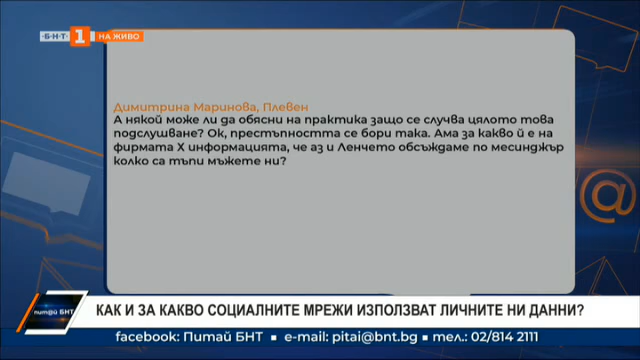 БНТ 1 НА ЖИВО
Димитрина Маринова, Плевен
А някой може ли да обясни на практика защо се случва цялото това
подслушване? Ок, престъпността се бори така. Ама за какво й е на
фирмата Х информацията, че аз и Ленчето обсъждаме по месинджър
колко са тъпи мъжете ни?
@
питай БНТ
КАК И ЗА КАКВО СОЦИАЛНИТЕ МРЕЖИ ИЗПОЛЗВАТ ЛИЧНИТЕ НИ ДАННИ?
facebook: Питай БНТ ▪ e-mail: pitai@bnt.bg ▪ тел.: 02/814 2111